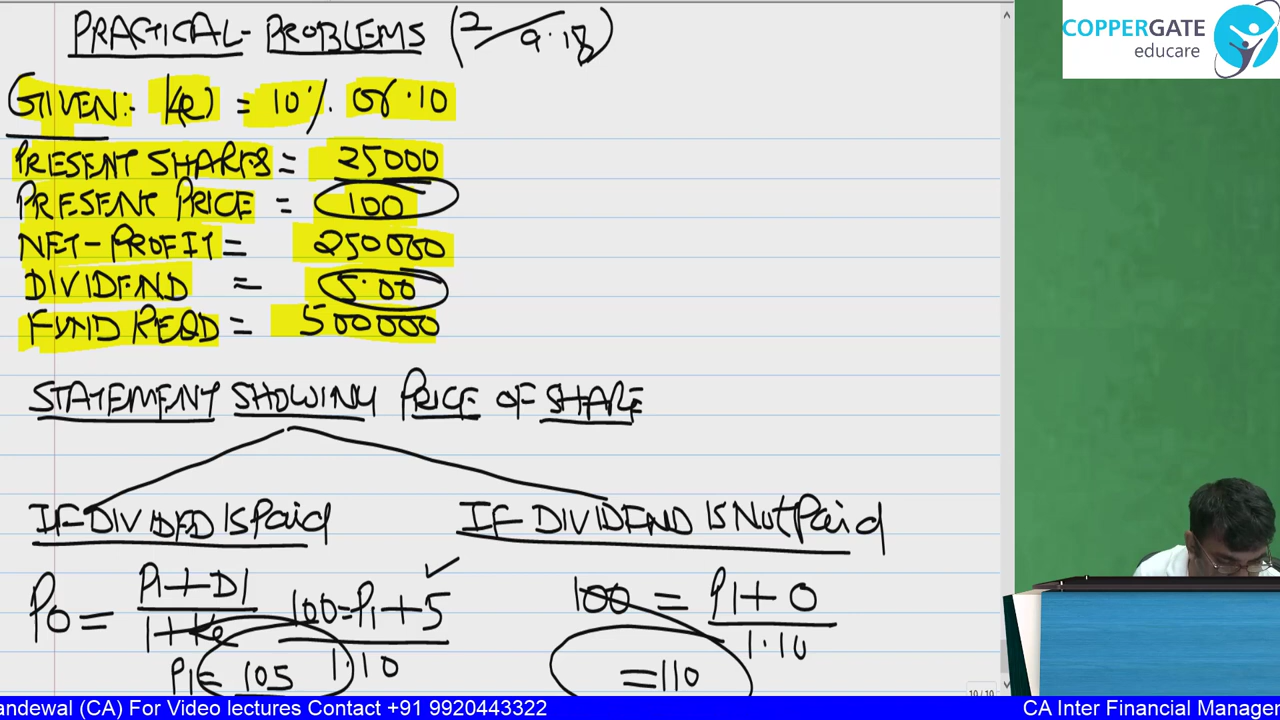 PRACTICAL PROBLEMS (2/9.18)
COPPERGATE
educare
GIVEN:- (Ke) = 10% or .10
PRESENT SHARES = 25000
PRESENT PRICE = 100
NET-PROFIT = 250000
DIVIDEND = 5.00
FUND REQD = 500000
STATEMENT SHOWING PRICE OF SHARE
IF DIVIDED IS Paid
IF DIVIDEND IS Not Paid
P0 = P1+D1 / 1+Ke
100 = P1+5 / 1.10
100 = P1+0 / 1.10
P1 = 105
=110
10 / 10
andewal (CA) For Video lectures Contact +91 9920443322
CA Inter Financial Manager